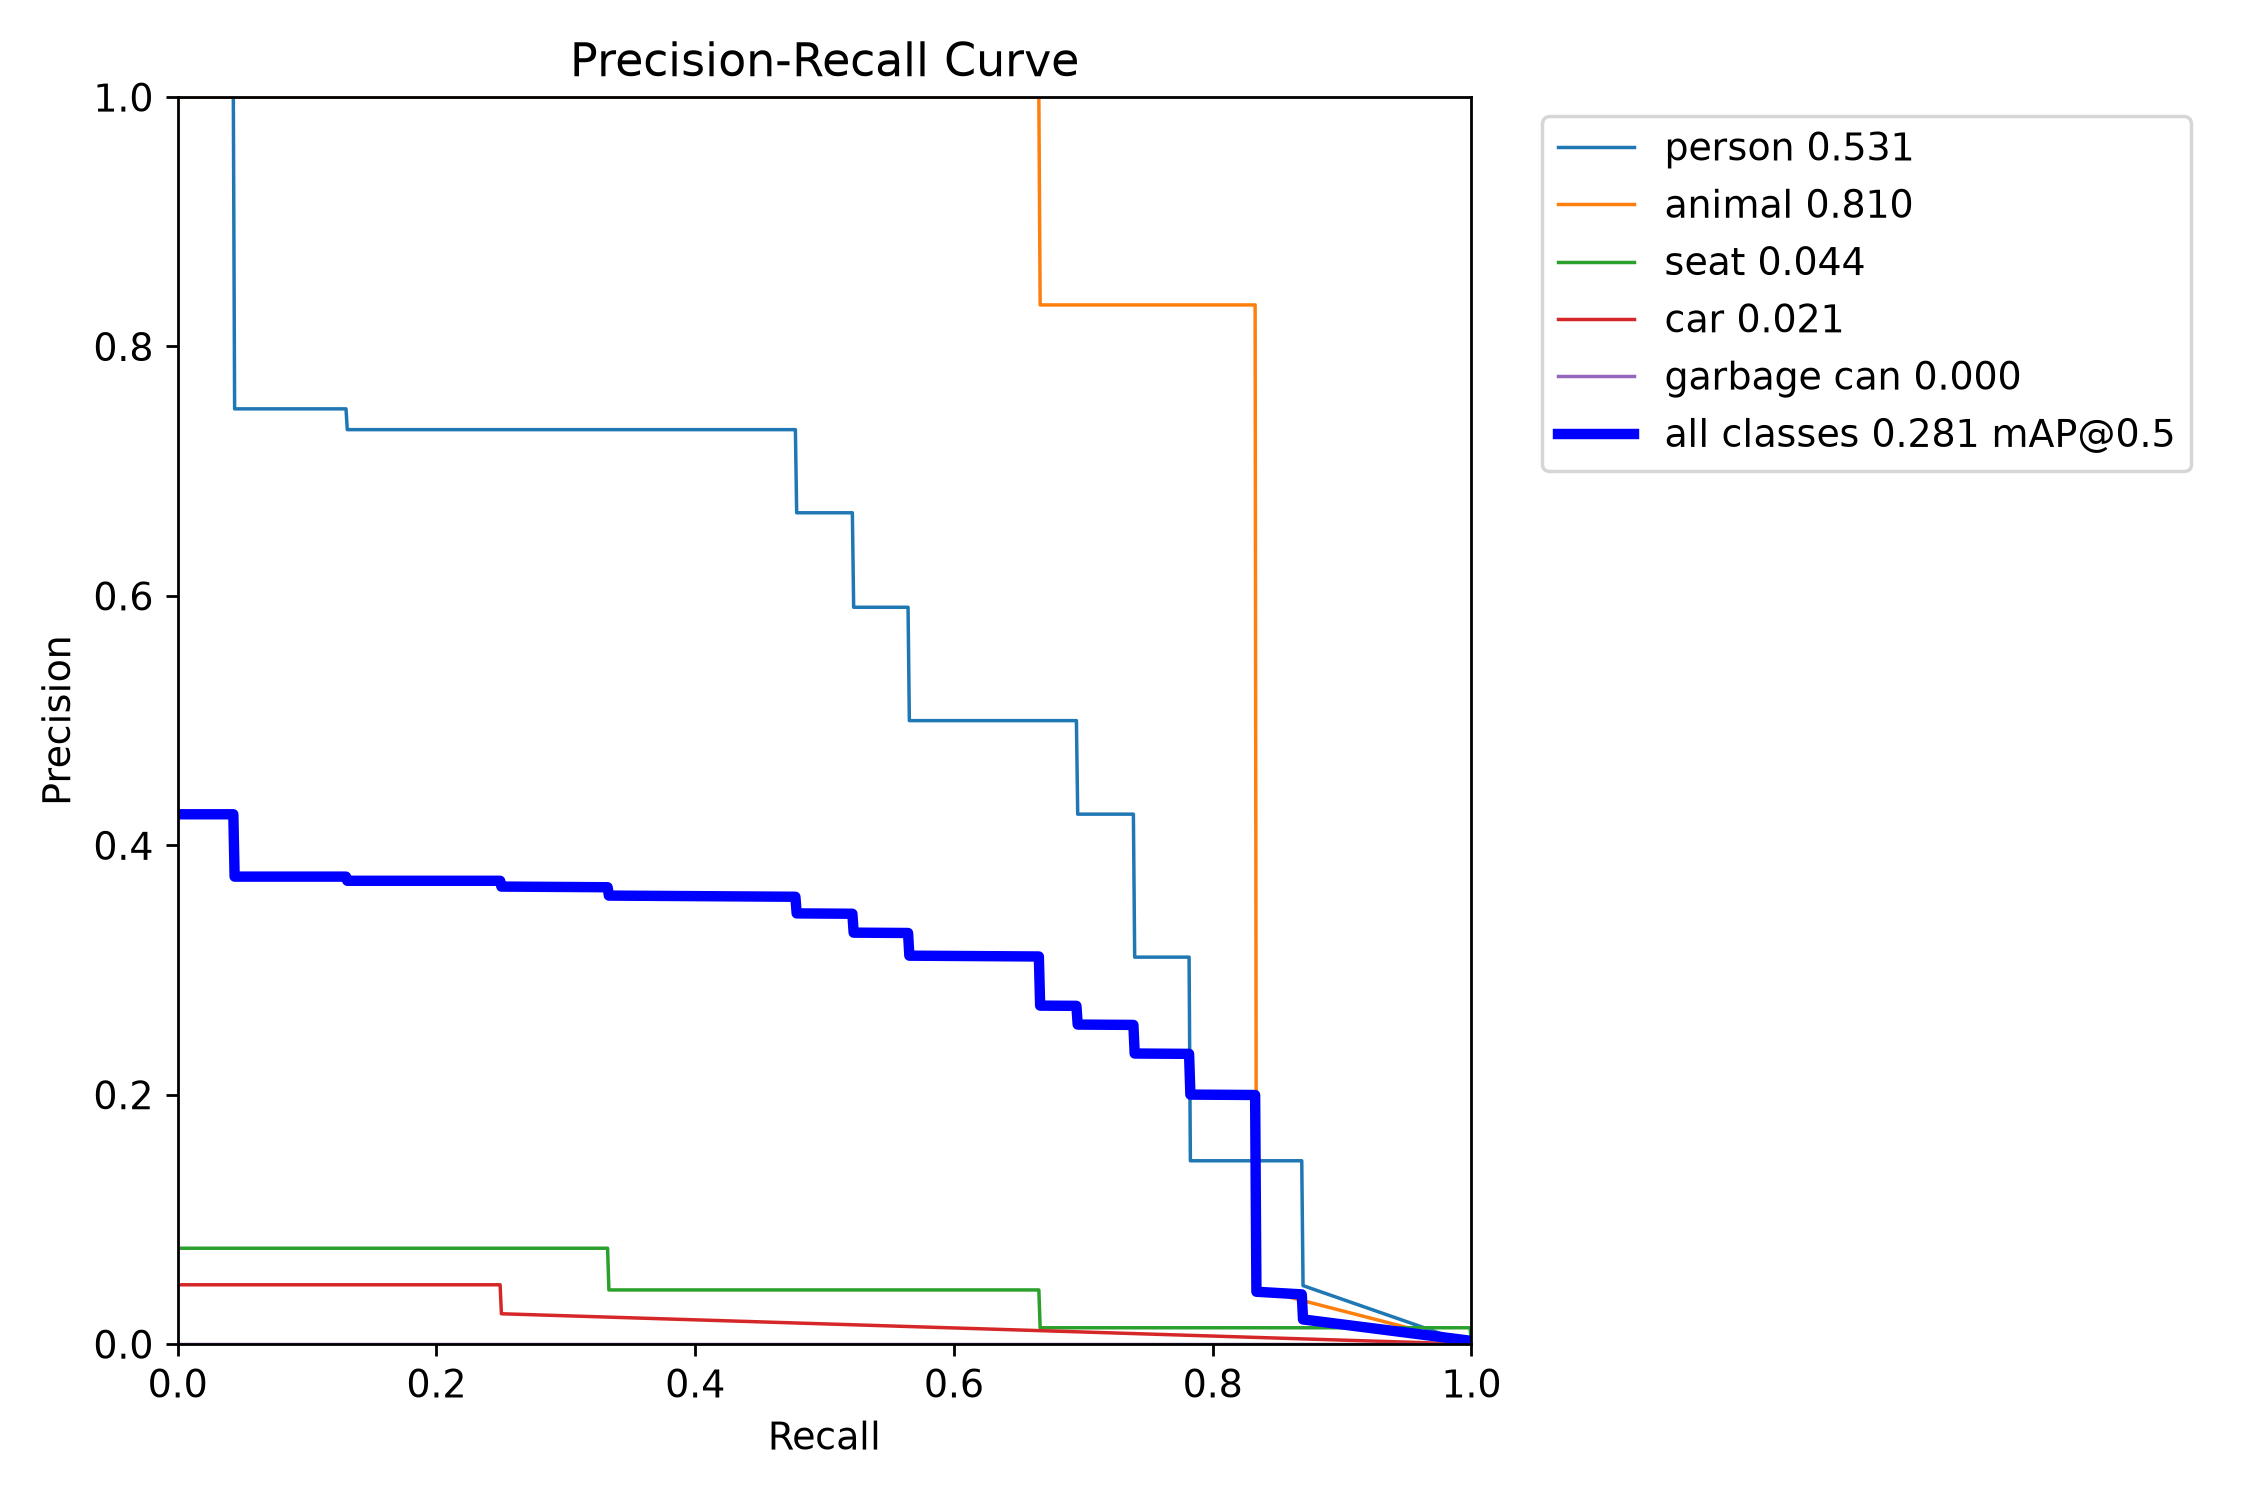 Precision-Recall Curve
1.0
0.8
0.6
0.4
0.2
0.0
Precision
0.0 0.2 0.4 0.6 0.8 1.0
Recall
person 0.531
animal 0.810
seat 0.044
car 0.021
garbage can 0.000
all classes 0.281 mAP@0.5